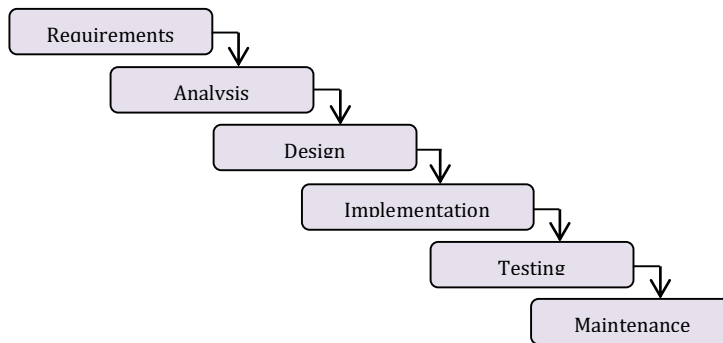 Requirements
Analysis
Design
Implementation
Testing
Maintenance